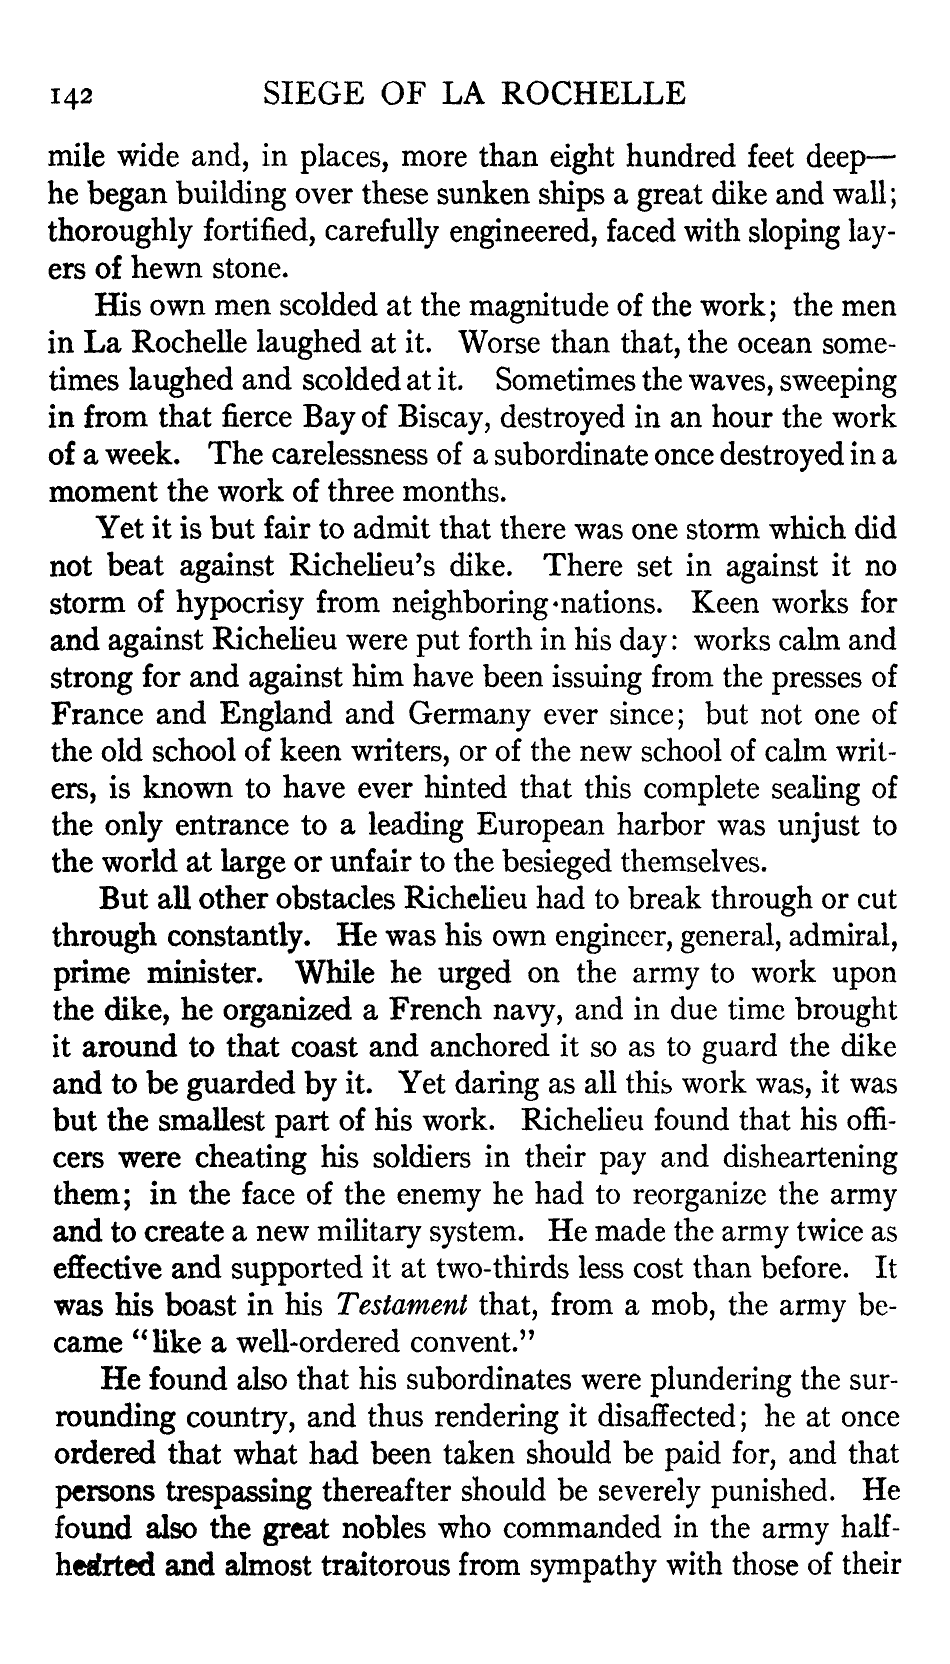 142 SIEGE OF LA ROCHELLE
mile wide and, in places, more than eight hundred feet deep—
he began building over these sunken ships a great dike and wall;
thoroughly fortified, carefully engineered, faced with sloping lay-
ers of hewn stone.
His own men scolded at the magnitude of the work; the men
in La Rochelle laughed at it. Worse than that, the ocean some-
times laughed and scolded at it. Sometimes the waves, sweeping
in from that fierce Bay of Biscay, destroyed in an hour the work
of a week. The carelessness of a subordinate once destroyed in a
moment the work of three months.
Yet it is but fair to admit that there was one storm which did
not beat against Richelieu's dike. There set in against it no
storm of hypocrisy from neighboring nations. Keen works for
and against Richelieu were put forth in his day: works calm and
strong for and against him have been issuing from the presses of
France and England and Germany ever since; but not one of
the old school of keen writers, or of the new school of calm writ-
ers, is known to have ever hinted that this complete sealing of
the only entrance to a leading European harbor was unjust to
the world at large or unfair to the besieged themselves.
But all other obstacles Richelieu had to break through or cut
through constantly. He was his own engineer, general, admiral,
prime minister. While he urged on the army to work upon
the dike, he organized a French navy, and in due time brought
it around to that coast and anchored it so as to guard the dike
and to be guarded by it. Yet daring as all this work was, it was
but the smallest part of his work. Richelieu found that his offi-
cers were cheating his soldiers in their pay and disheartening
them; in the face of the enemy he had to reorganize the army
and to create a new military system. He made the army twice as
effective and supported it at two-thirds less cost than before. It
was his boast in his Testament that, from a mob, the army be-
came "like a well-ordered convent."
He found also that his subordinates were plundering the sur-
rounding country, and thus rendering it disaffected; he at once
ordered that what had been taken should be paid for, and that
persons trespassing thereafter should be severely punished. He
found also the great nobles who commanded in the army half-
hearted and almost traitorous from sympathy with those of their